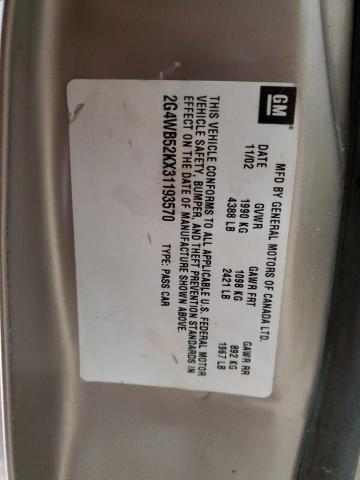 GM
MFD BY GENERAL MOTORS OF CANADA LTD.
DATE GVWR GAWR FRT GAWR RR
11/02 1990 KG 1098 KG 892 KG
4388 LB 2421 LB 1967 LB
THIS VEHICLE CONFORMS TO ALL APPLICABLE U.S. FEDERAL MOTOR
VEHICLE SAFETY, BUMPER, AND THEFT PREVENTION STANDARDS IN
EFFECT ON THE DATE OF MANUFACTURE SHOWN ABOVE.
2G4WB52KX31193570 TYPE: PASS CAR